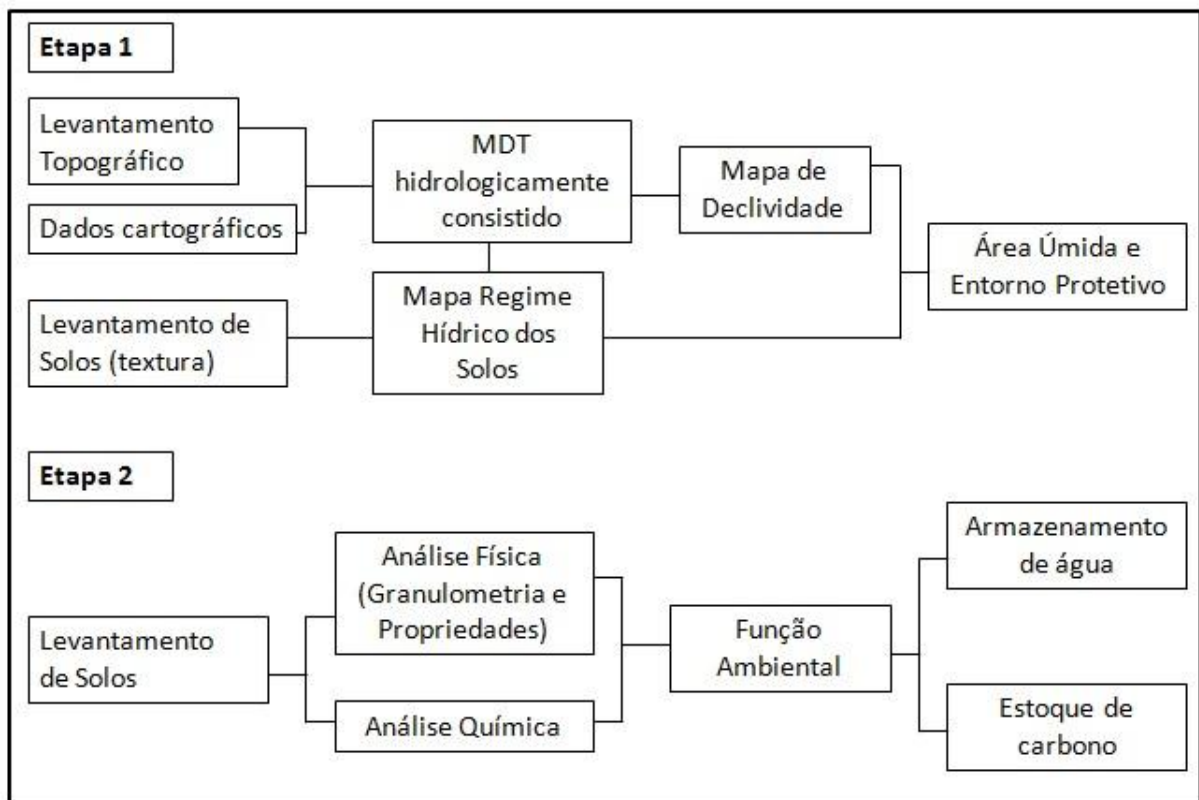 Etapa 1
Levantamento
Topográfico
Dados cartográficos
MDT
hidrologicamente
consistido
Mapa de
Declividade
Levantamento de
Solos (textura)
Mapa Regime
Hídrico dos
Solos
Área Úmida e
Entorno Protetivo
Etapa 2
Levantamento
de Solos
Análise Física
(Granulometria e
Propriedades)
Análise Química
Função
Ambiental
Armazenamento
de água
Estoque de
carbono